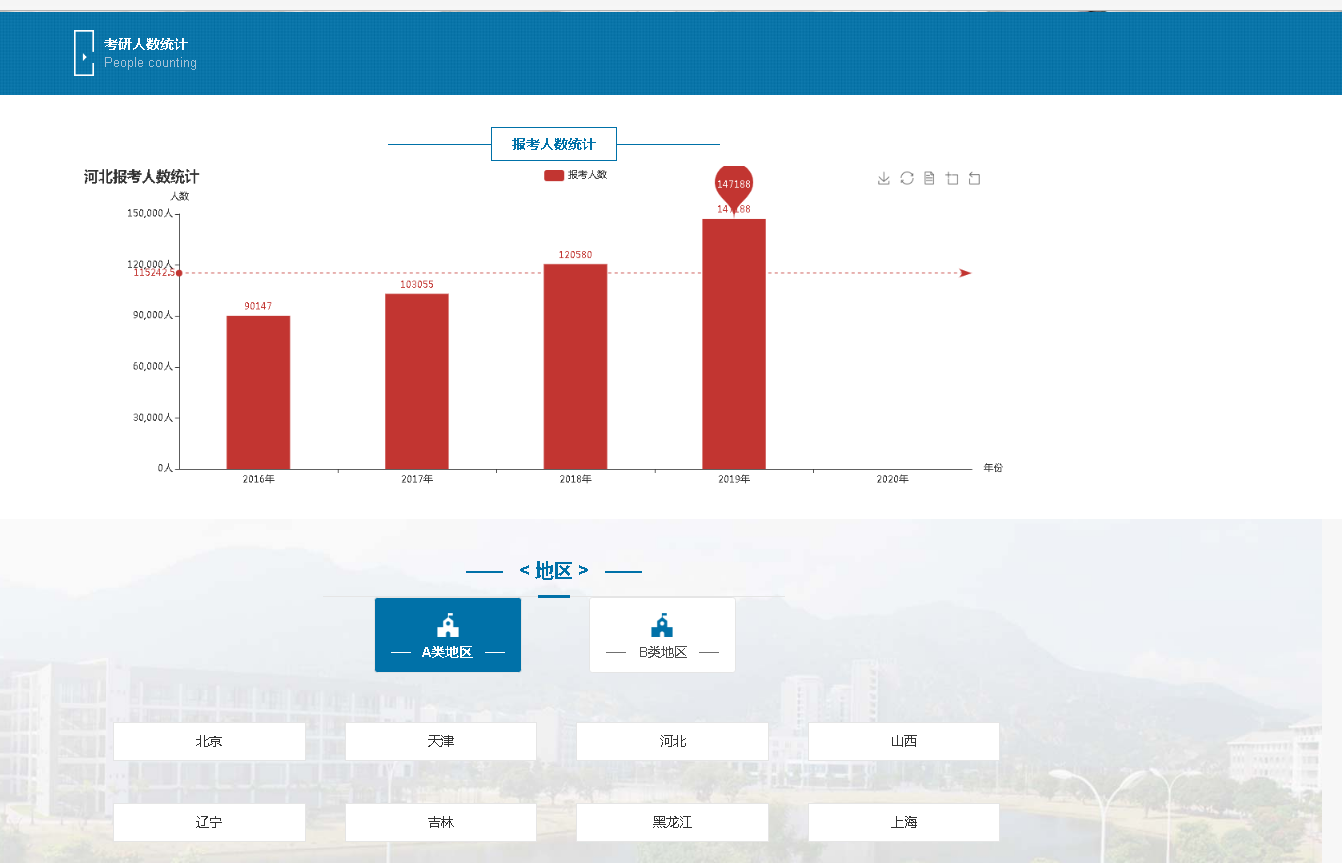 考研人数统计
People counting
报考人数统计
河北报考人数统计
报考人数
人数
150,000人
120,000人
115242.5
90,000人
60,000人
30,000人
0人
90147
103055
120580
147188
147188
2016年
2017年
2018年
2019年
2020年
年份
< 地区 >
A类地区
B类地区
北京
天津
河北
山西
辽宁
吉林
黑龙江
上海